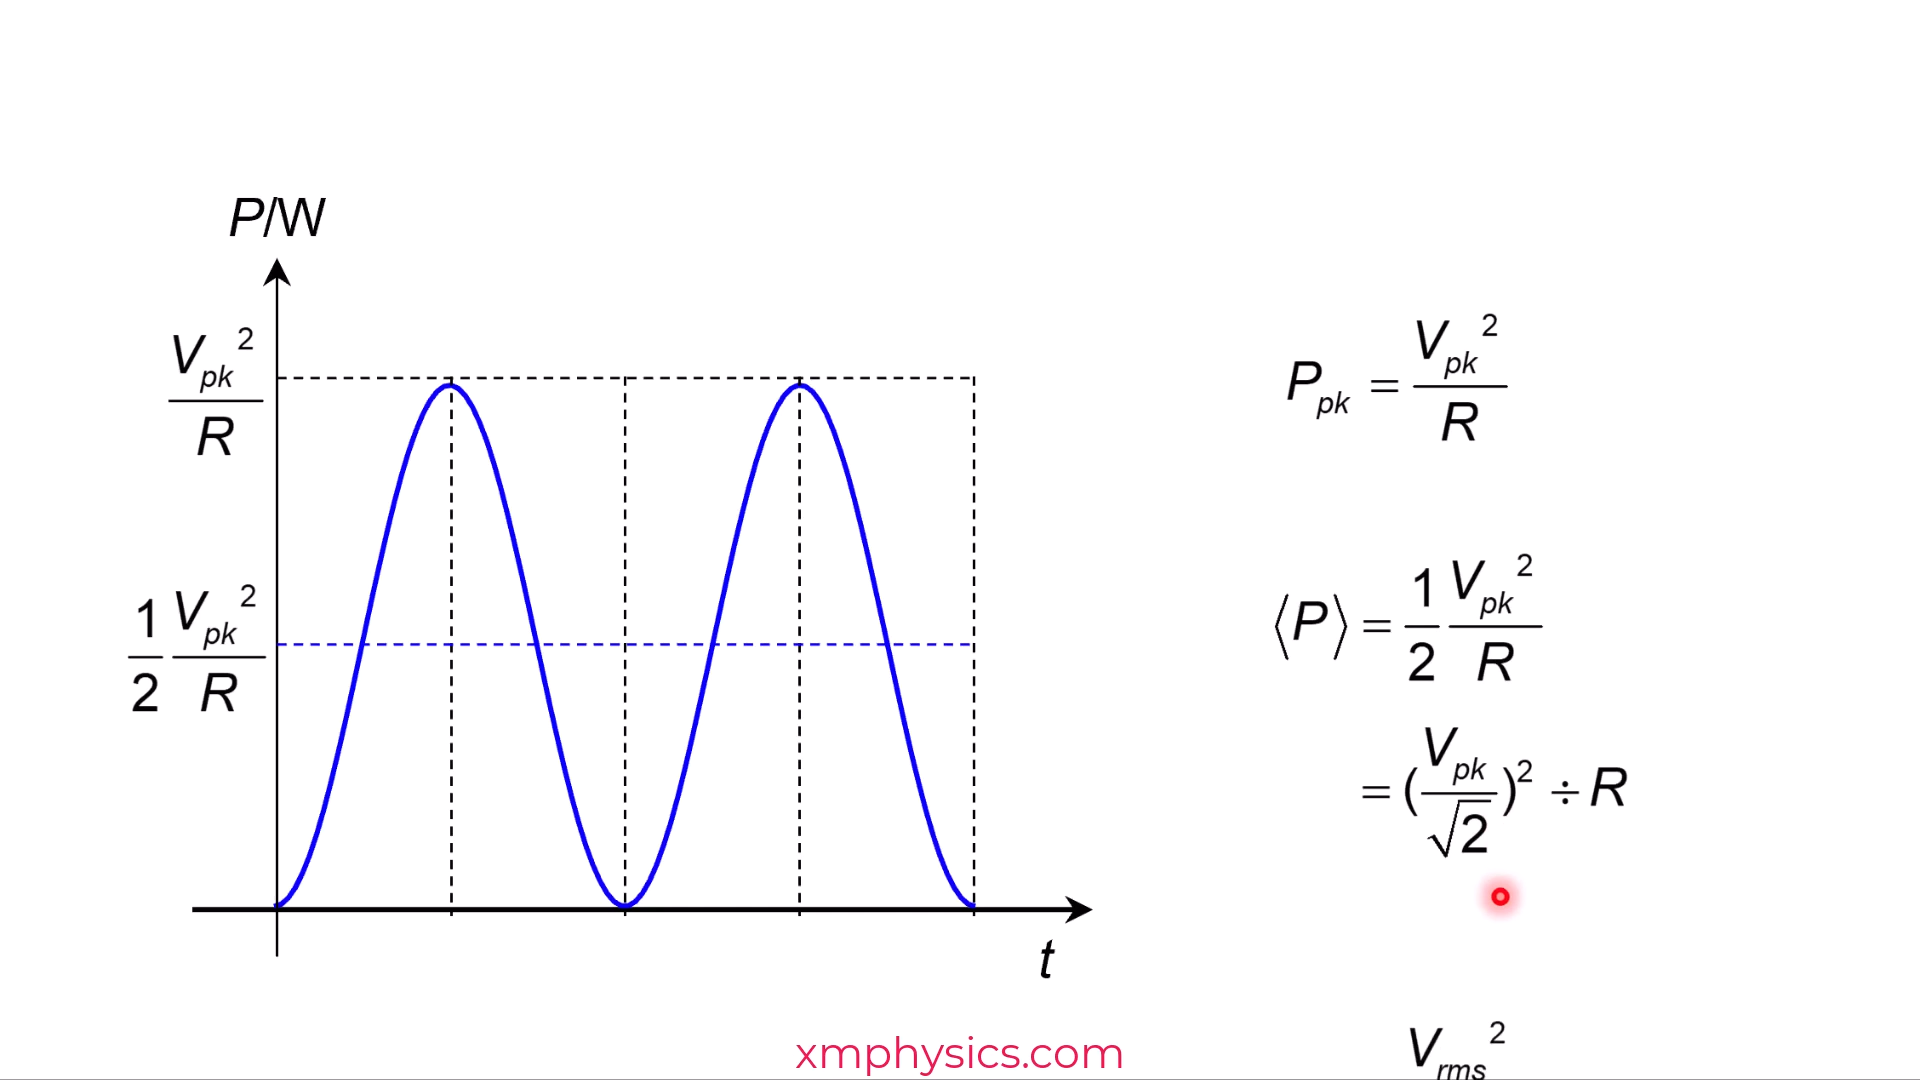 P/W
V_pk^2 / R
1/2 V_pk^2 / R
t
P_pk = V_pk^2 / R
⟨P⟩ = 1/2 V_pk^2 / R
= (V_pk / √2)^2 ÷ R
V_rms^2
xmphysics.com